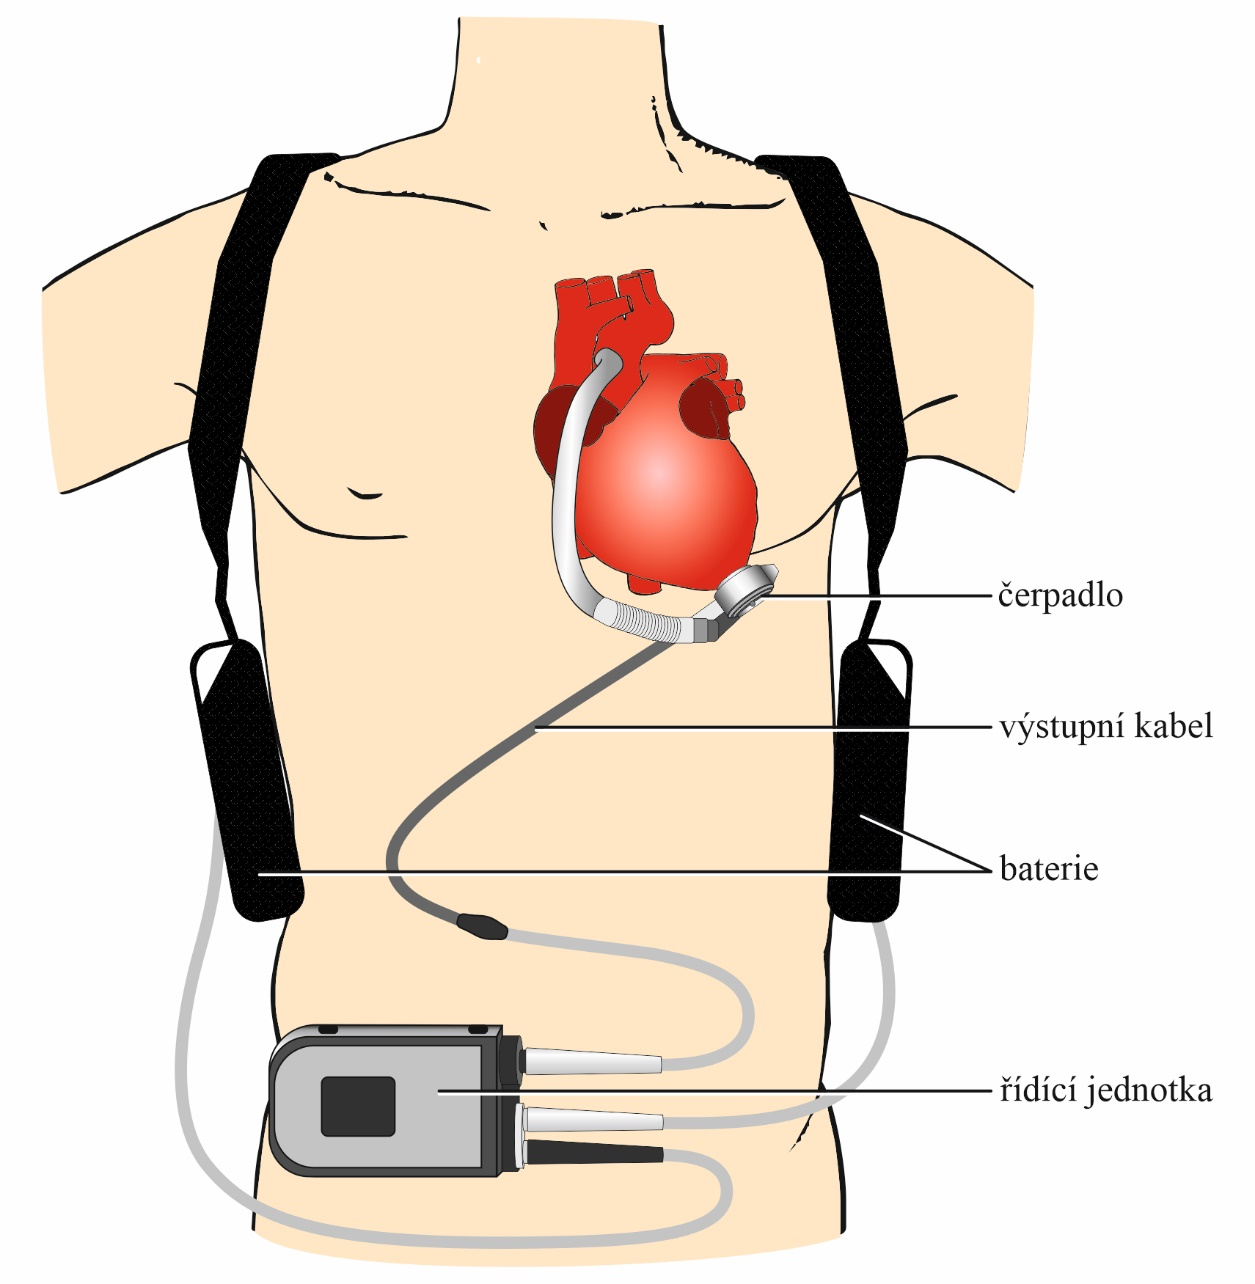 čerpadlo
výstupní kabel
baterie
řídící jednotka